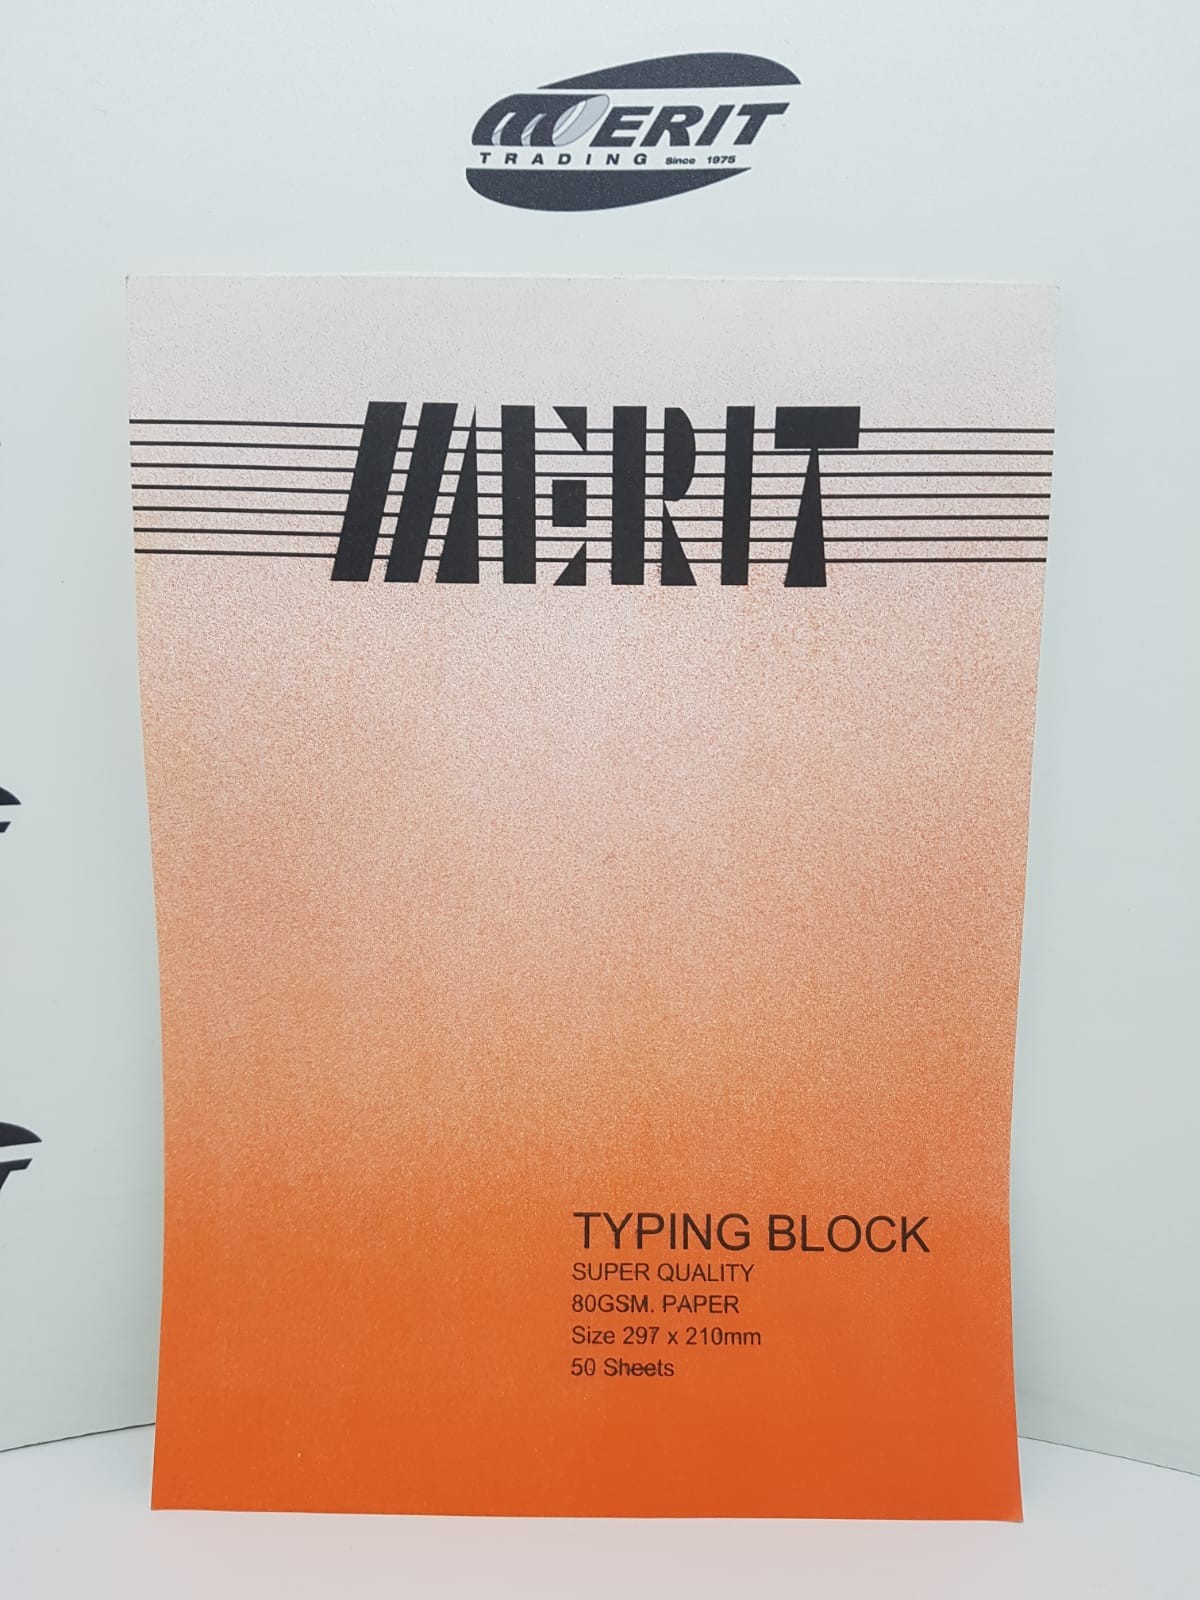 MERIT
TRADING Since 1975
MERIT
TYPING BLOCK
SUPER QUALITY
80GSM. PAPER
Size 297 x 210mm
50 Sheets